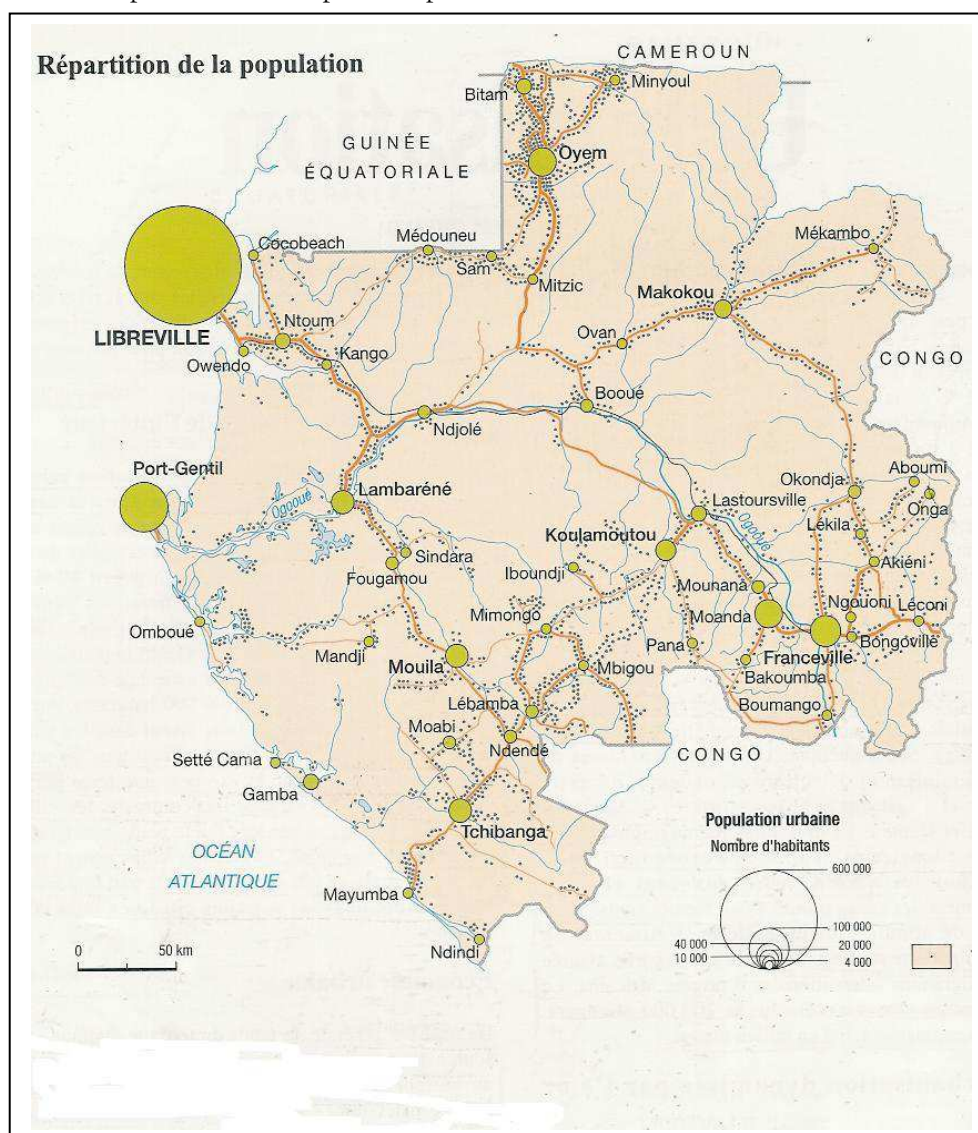 Répartition de la population
CAMEROUN
Minvoul
Bitam
GUINÉE
ÉQUATORIALE
Oyem
Cocobeach
Médouneu
Sam
Mitzic
Mékambo
Makokou
LIBREVILLE
Ntoum
Owendo
Kango
Ovan
CONGO
Booué
Ndjolé
Port-Gentil
Lambaréné
Ogooué
Okondja
Aboumi
Onga
Lastoursville
Ogooué
Koulamoutou
Lékila
Sindara
Fougamou
Iboundji
Akiéni
Mounana
Moanda
Ngouoni
Léconi
Mimongo
Omboué
Mandji
Mouila
Pana
Franceville
Bongoville
Mbigou
Bakoumba
Boumango
Lébamba
Moabi
Ndendé
CONGO
Setté Cama
Gamba
Tchibanga
OCÉAN
ATLANTIQUE
Mayumba
Ndindi
0 50 km
Population urbaine
Nombre d'habitants
600 000
100 000
40 000
20 000
10 000
4 000